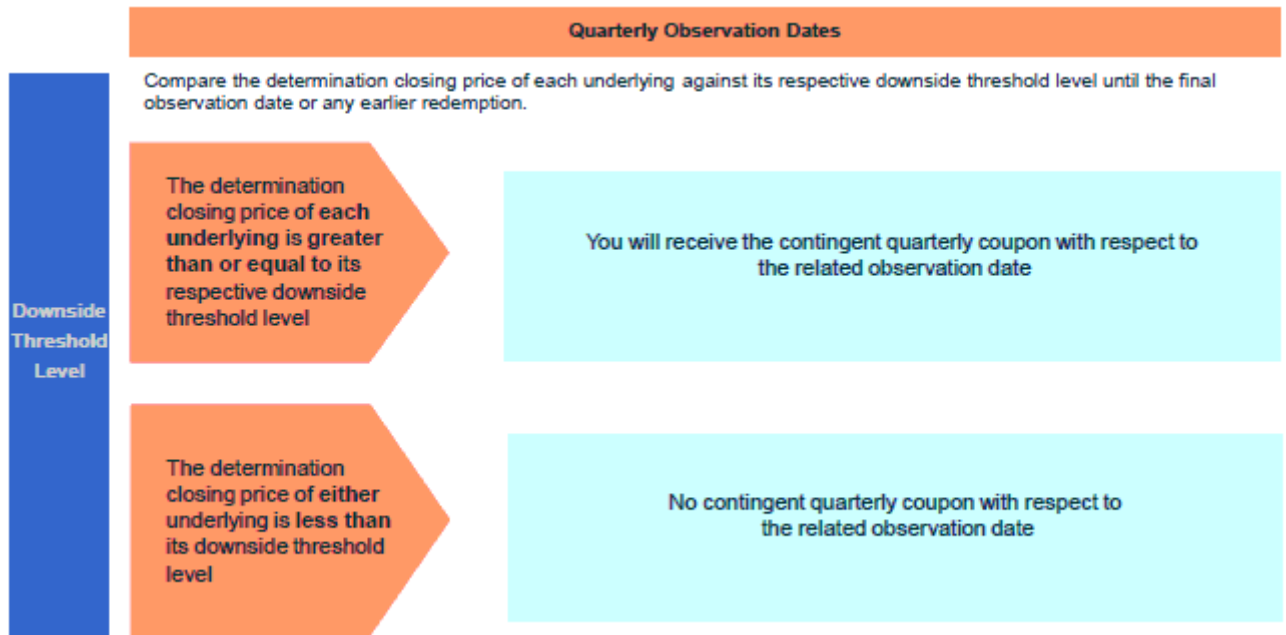 Quarterly Observation Dates
Compare the determination closing price of each underlying against its respective downside threshold level until the final
observation date or any earlier redemption.
Downside
Threshold
Level
The determination
closing price of each
underlying is greater
than or equal to its
respective downside
threshold level
You will receive the contingent quarterly coupon with respect to
the related observation date
The determination
closing price of either
underlying is less than
its downside threshold
level
No contingent quarterly coupon with respect to
the related observation date